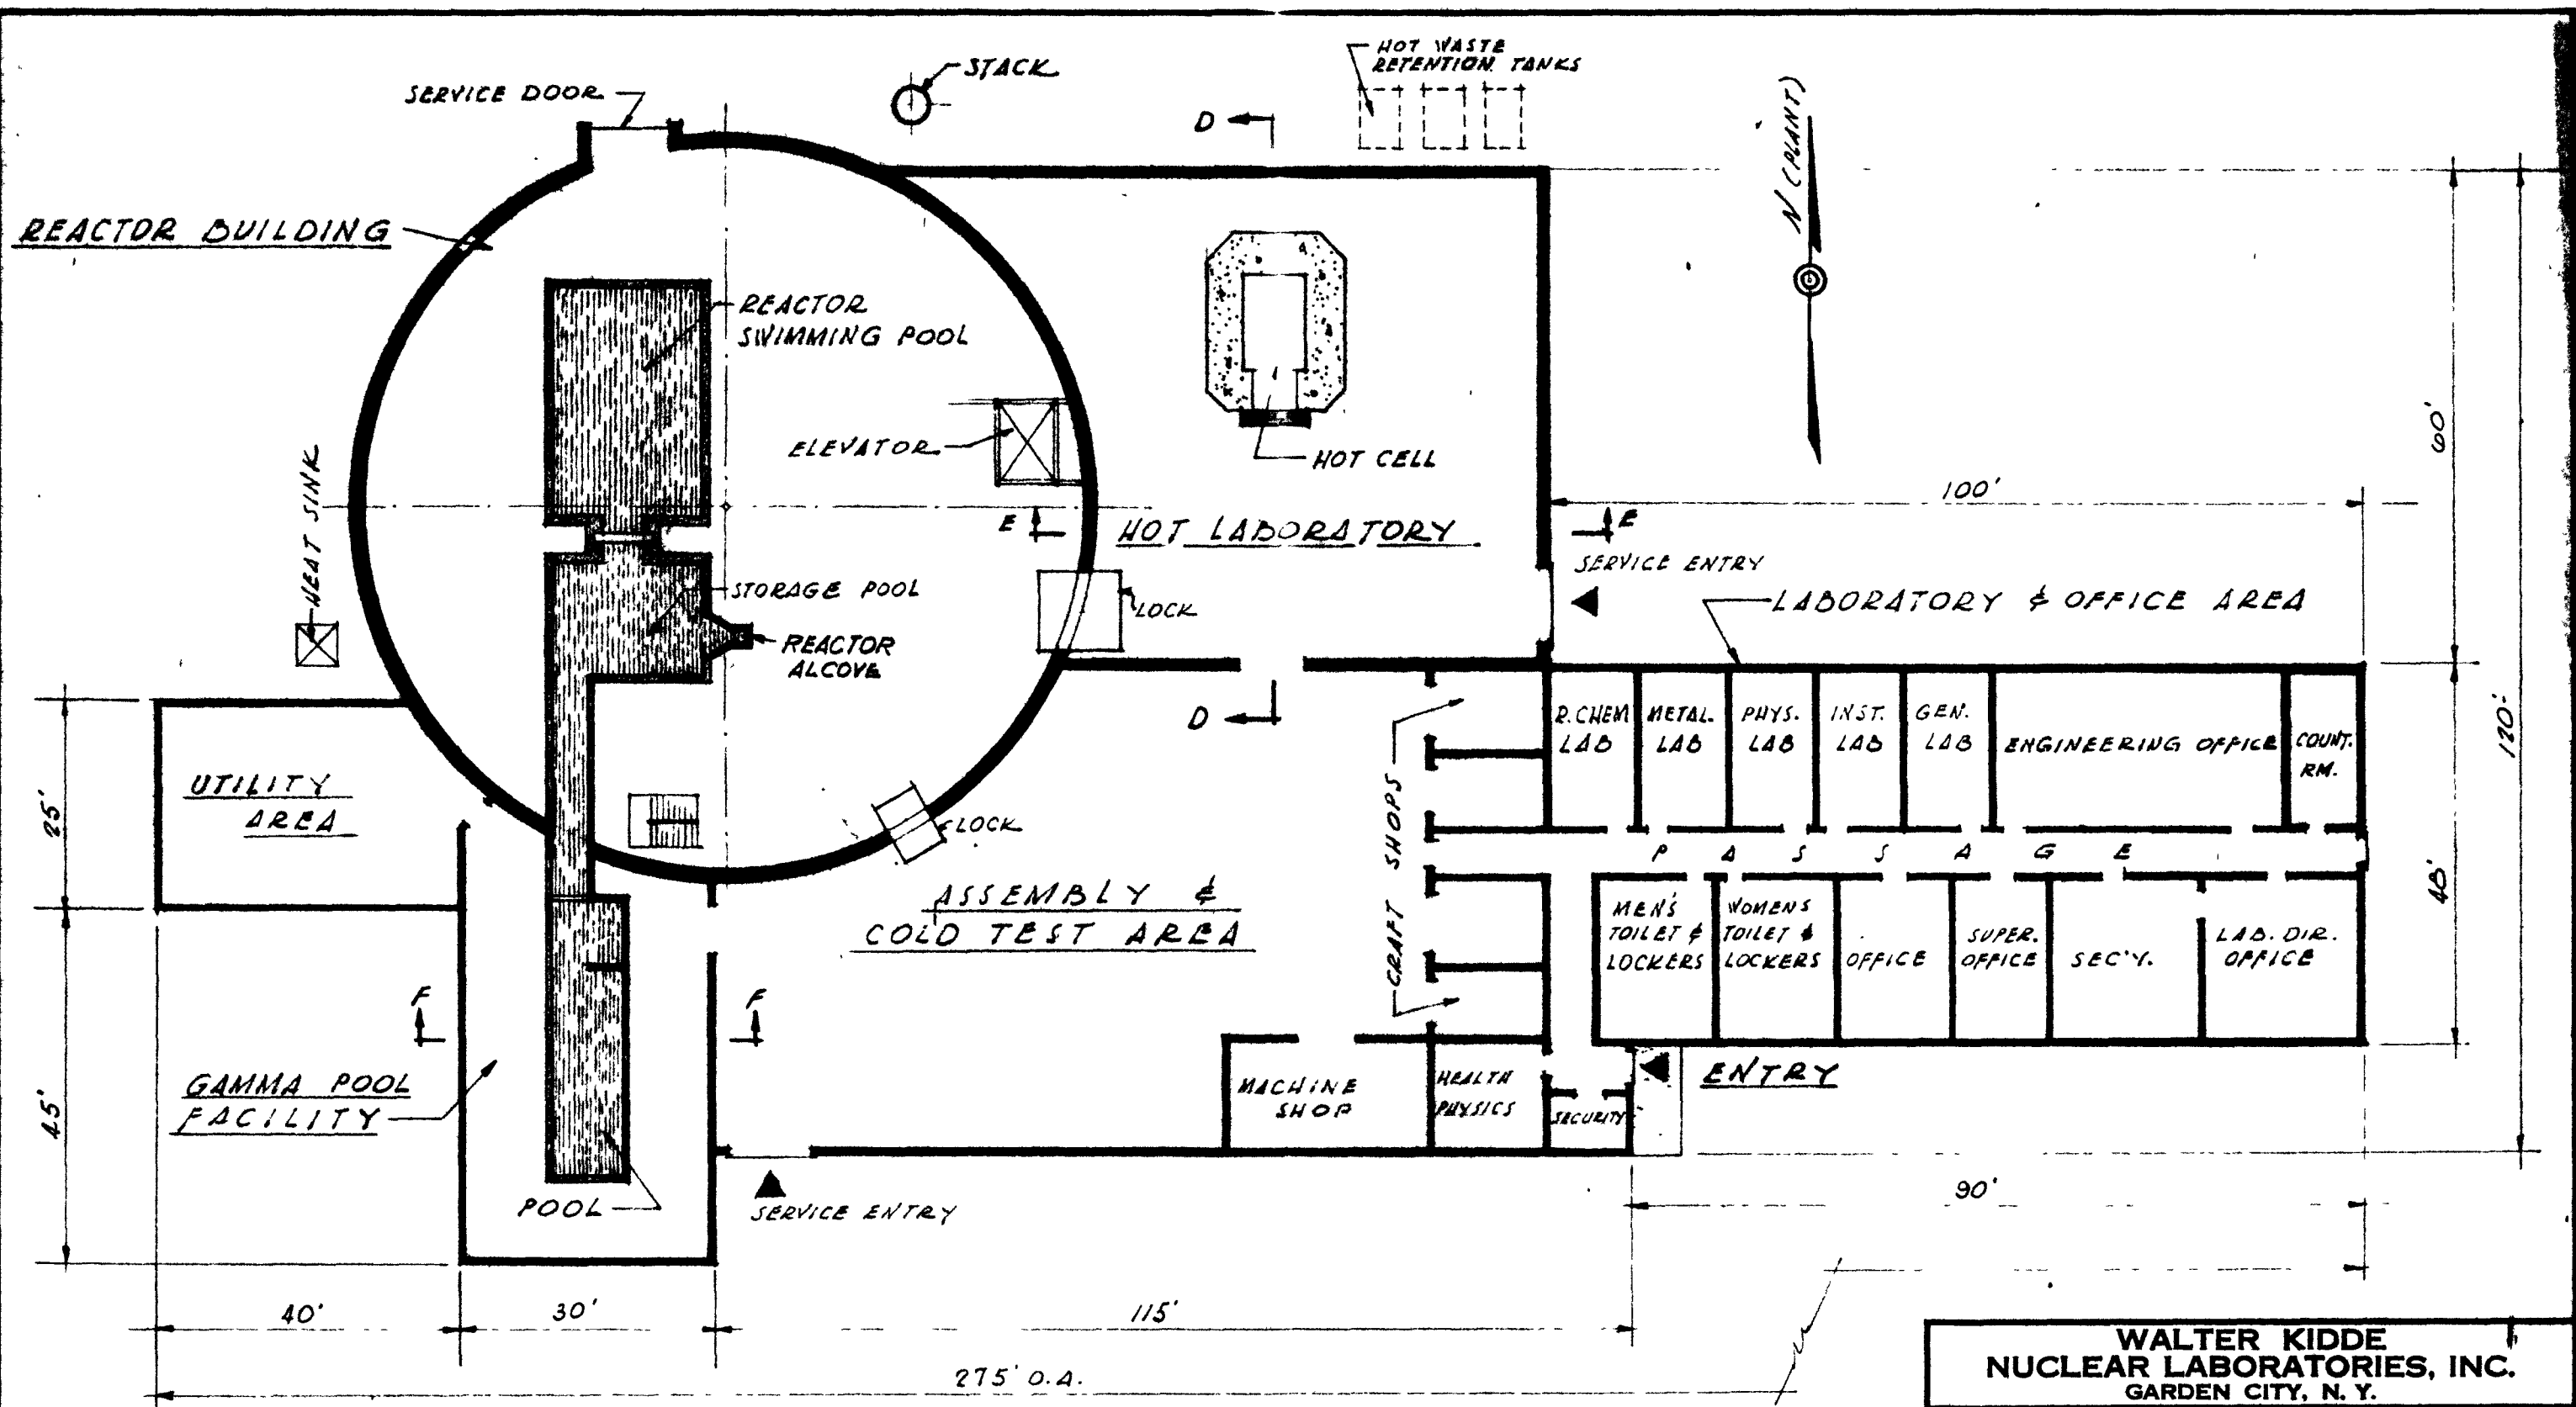 HOT WASTE
RETENTION TANKS
STACK
SERVICE DOOR
D
N (PLANT)
REACTOR BUILDING
REACTOR
SWIMMING POOL
ELEVATOR
HOT CELL
HEAT SINK
60'
100'
E
HOT LABORATORY
E
SERVICE ENTRY
STORAGE POOL
LOCK
LABORATORY & OFFICE AREA
REACTOR
ALCOVE
D
120'
R. CHEM
LAB
METAL.
LAB
PHYS.
LAB
INST.
LAB
GEN.
LAB
ENGINEERING OFFICE
COUNT.
RM.
UTILITY
AREA
25'
LOCK
CRAFT SHOPS
PASSAGE
48'
ASSEMBLY &
COLD TEST AREA
MEN'S
TOILET &
LOCKERS
WOMENS
TOILET &
LOCKERS
OFFICE
SUPER.
OFFICE
SEC'Y.
LAB. DIR.
OFFICE
F
F
GAMMA POOL
FACILITY
45'
MACHINE
SHOP
HEALTH
PHYSICS
SECURITY
ENTRY
POOL
SERVICE ENTRY
90'
40'
30'
115'
275' O.A.
WALTER KIDDE
NUCLEAR LABORATORIES, INC.
GARDEN CITY, N. Y.